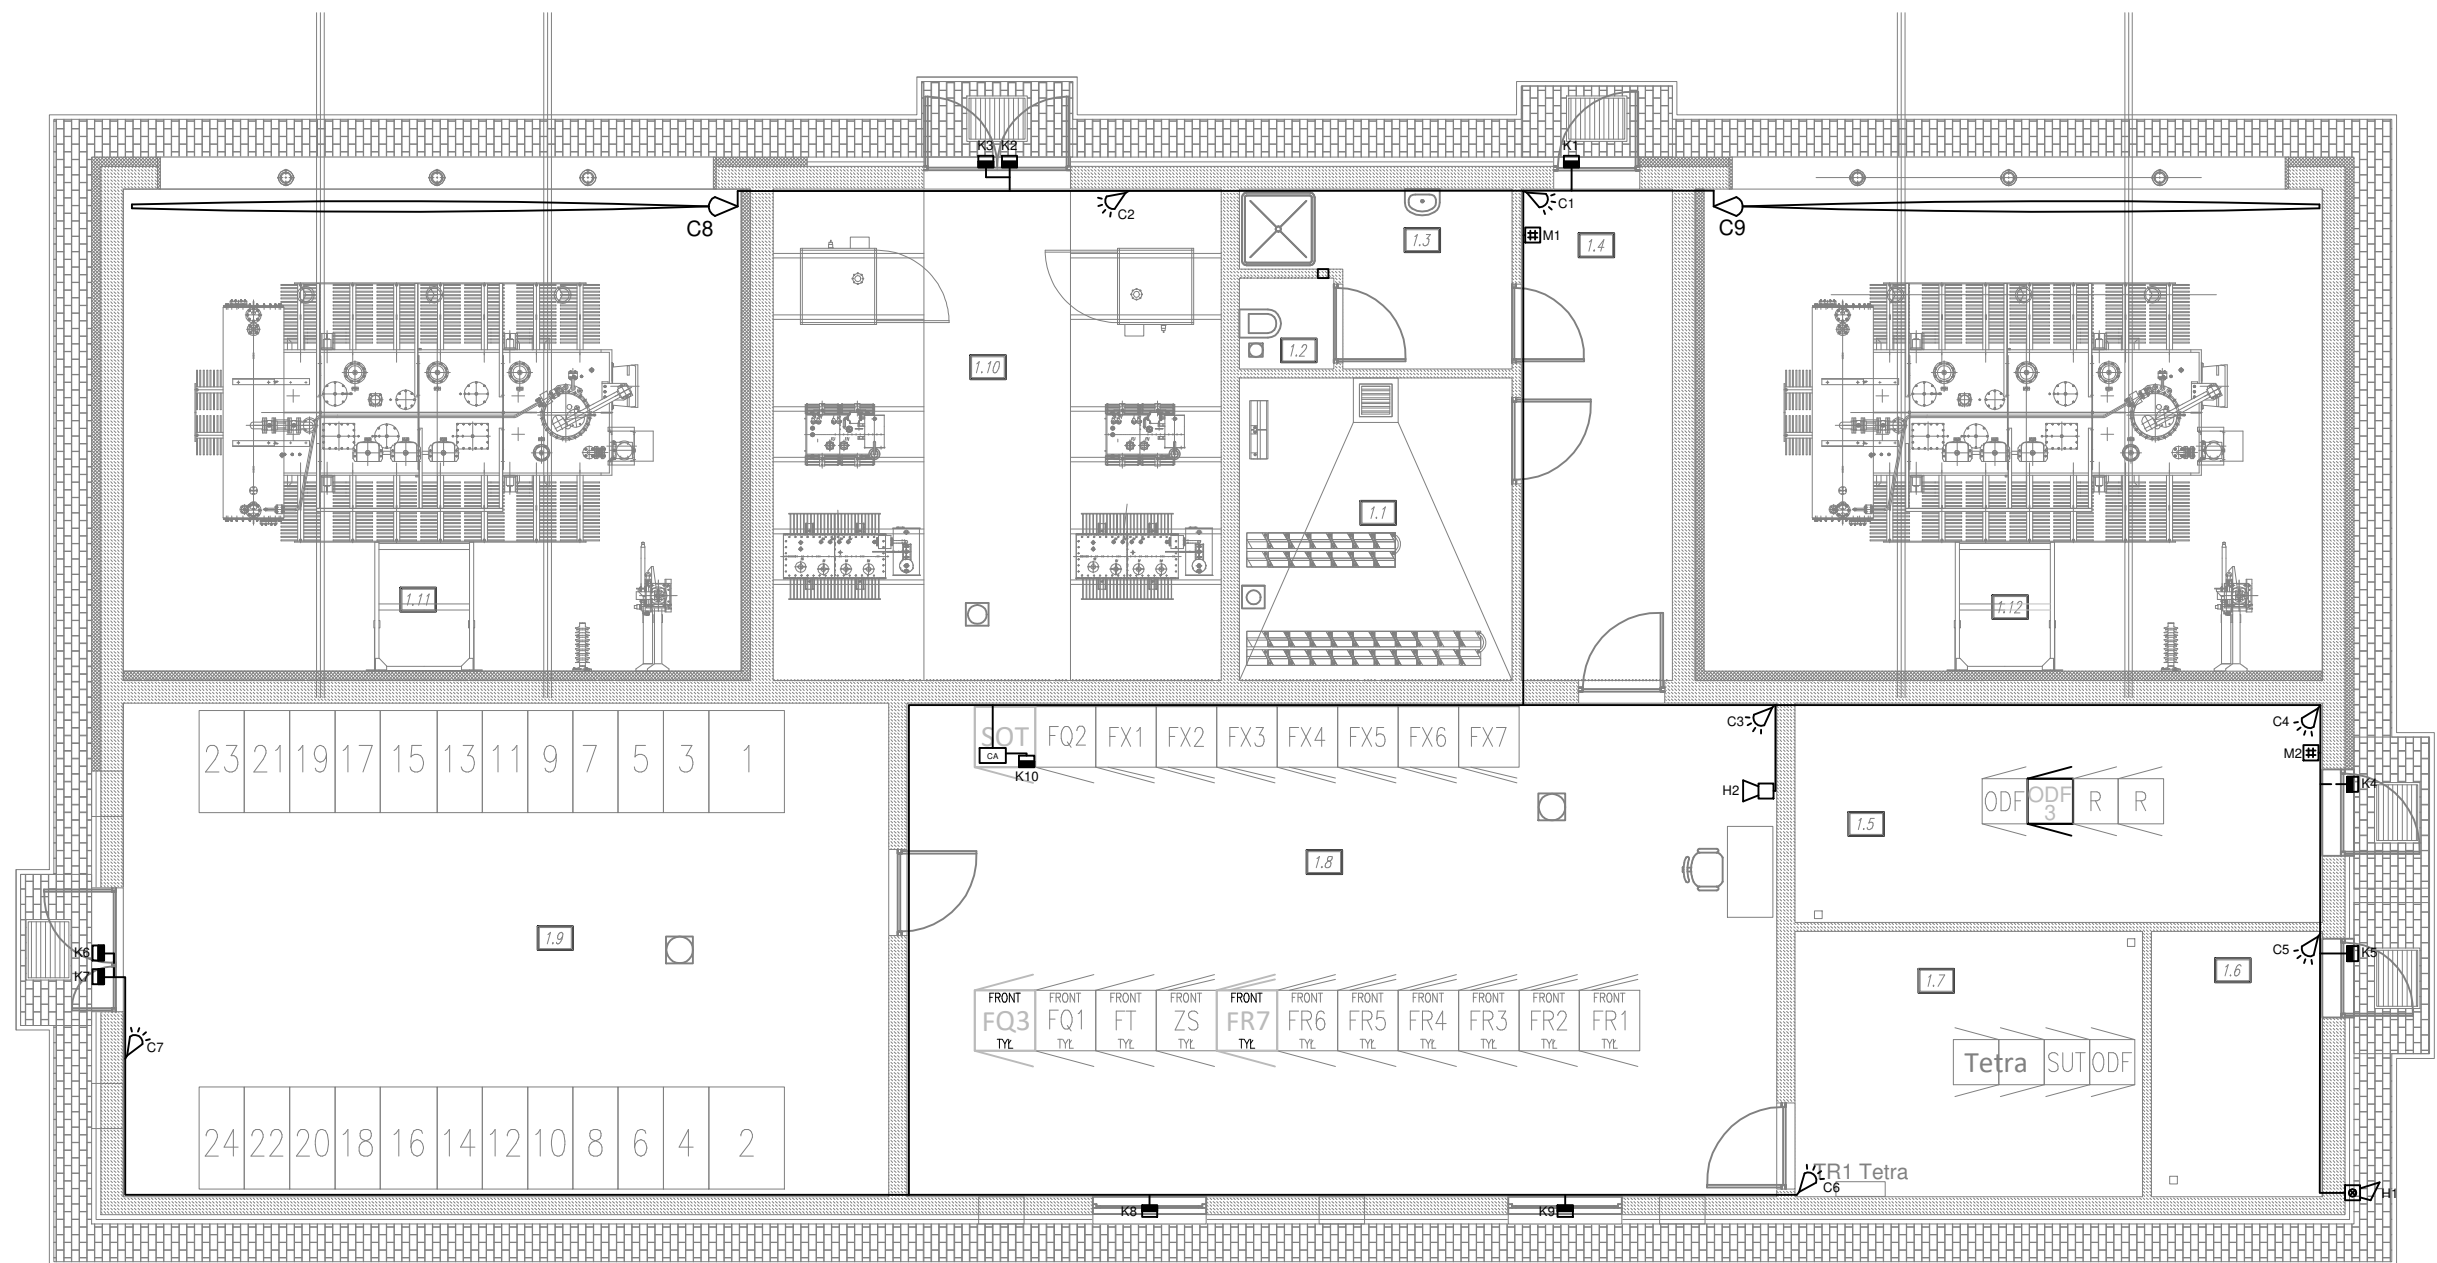 K3 K2
K1
C8
C2
C1
C9
M1
1.3
1.4
1.2
1.10
1.1
1.11
1.12
23 21 19 17 15 13 11 9 7 5 3 1
SOT FQ2 FX1 FX2 FX3 FX4 FX5 FX6 FX7
CA
K10
C3
C4
M2
H2
K4
ODF ODF 3 R R
1.5
1.8
1.9
K6
K7
C5
K5
1.7
1.6
FRONT FRONT FRONT FRONT FRONT FRONT FRONT FRONT FRONT FRONT FRONT
FQ3 FQ1 FT ZS FR7 FR6 FR5 FR4 FR3 FR2 FR1
TYŁ TYŁ TYŁ TYŁ TYŁ TYŁ TYŁ TYŁ TYŁ TYŁ TYŁ
C7
Tetra SUT ODF
24 22 20 18 16 14 12 10 8 6 4 2
TR1 Tetra
C6
H1
K8
K9